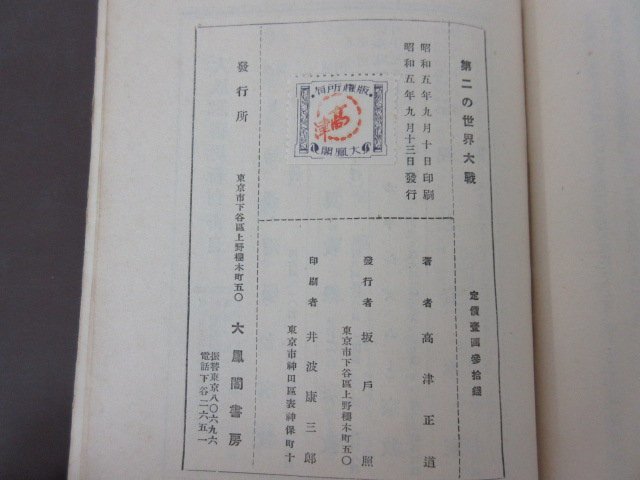 第二の世界大戰
定價壹圓參拾錢
昭和五年九月十日印刷
昭和五年九月十三日發行
版權所有
高津
大鳳閣
著者 高津正道
發行者 坂戸照
東京市下谷區上野櫻木町五〇
印刷者 井波康三郎
東京市神田區表神保町十
發行所
東京市下谷區上野櫻木町五〇
大鳳閣書房
振替東京八〇六九六
電話下谷二六五一